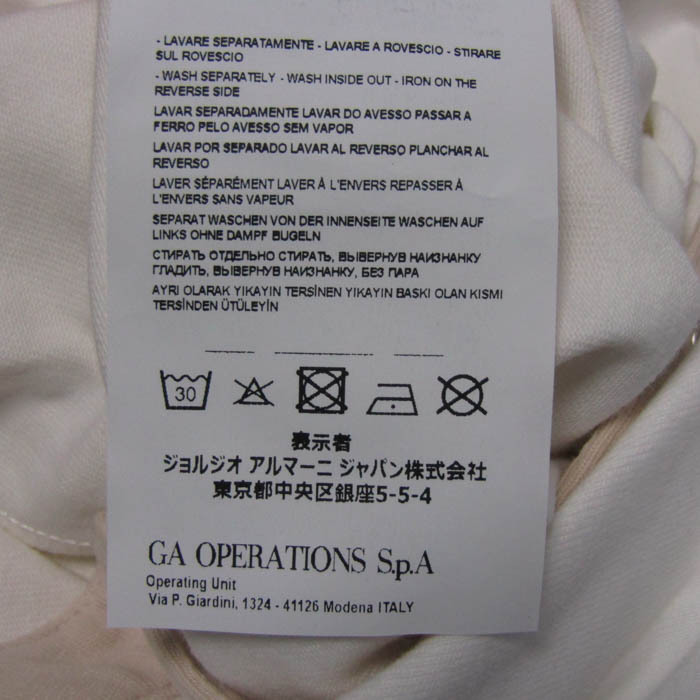 - LAVARE SEPARATAMENTE - LAVARE A ROVESCIO - STIRARE
SUL ROVESCIO
- WASH SEPARATELY - WASH INSIDE OUT - IRON ON THE
REVERSE SIDE
LAVAR SEPARADAMENTE LAVAR DO AVESSO PASSAR A
FERRO PELO AVESSO SEM VAPOR
LAVAR POR SEPARADO LAVAR AL REVERSO PLANCHAR AL
REVERSO
LAVER SÉPARÉMENT LAVER À L'ENVERS REPASSER À
L'ENVERS SANS VAPEUR
SEPARAT WASCHEN VON DER INNENSEITE WASCHEN AUF
LINKS OHNE DAMPF BUGELN
СТИРАТЬ ОТДЕЛЬНО СТИРАТЬ, ВЫВЕРНУВ НАИЗНАНКУ
ГЛАДИТЬ, ВЫВЕРНУВ НАИЗНАНКУ, БЕЗ ПАРА
AYRI OLARAK YIKAYIN TERSİNEN YIKAYIN BASKI OLAN KISMI
TERSİNDEN ÜTÜLEYİN
30
表示者
ジョルジオ アルマーニ ジャパン株式会社
東京都中央区銀座5-5-4
GA OPERATIONS S.p.A
Operating Unit
Via P. Giardini, 1324 - 41126 Modena ITALY